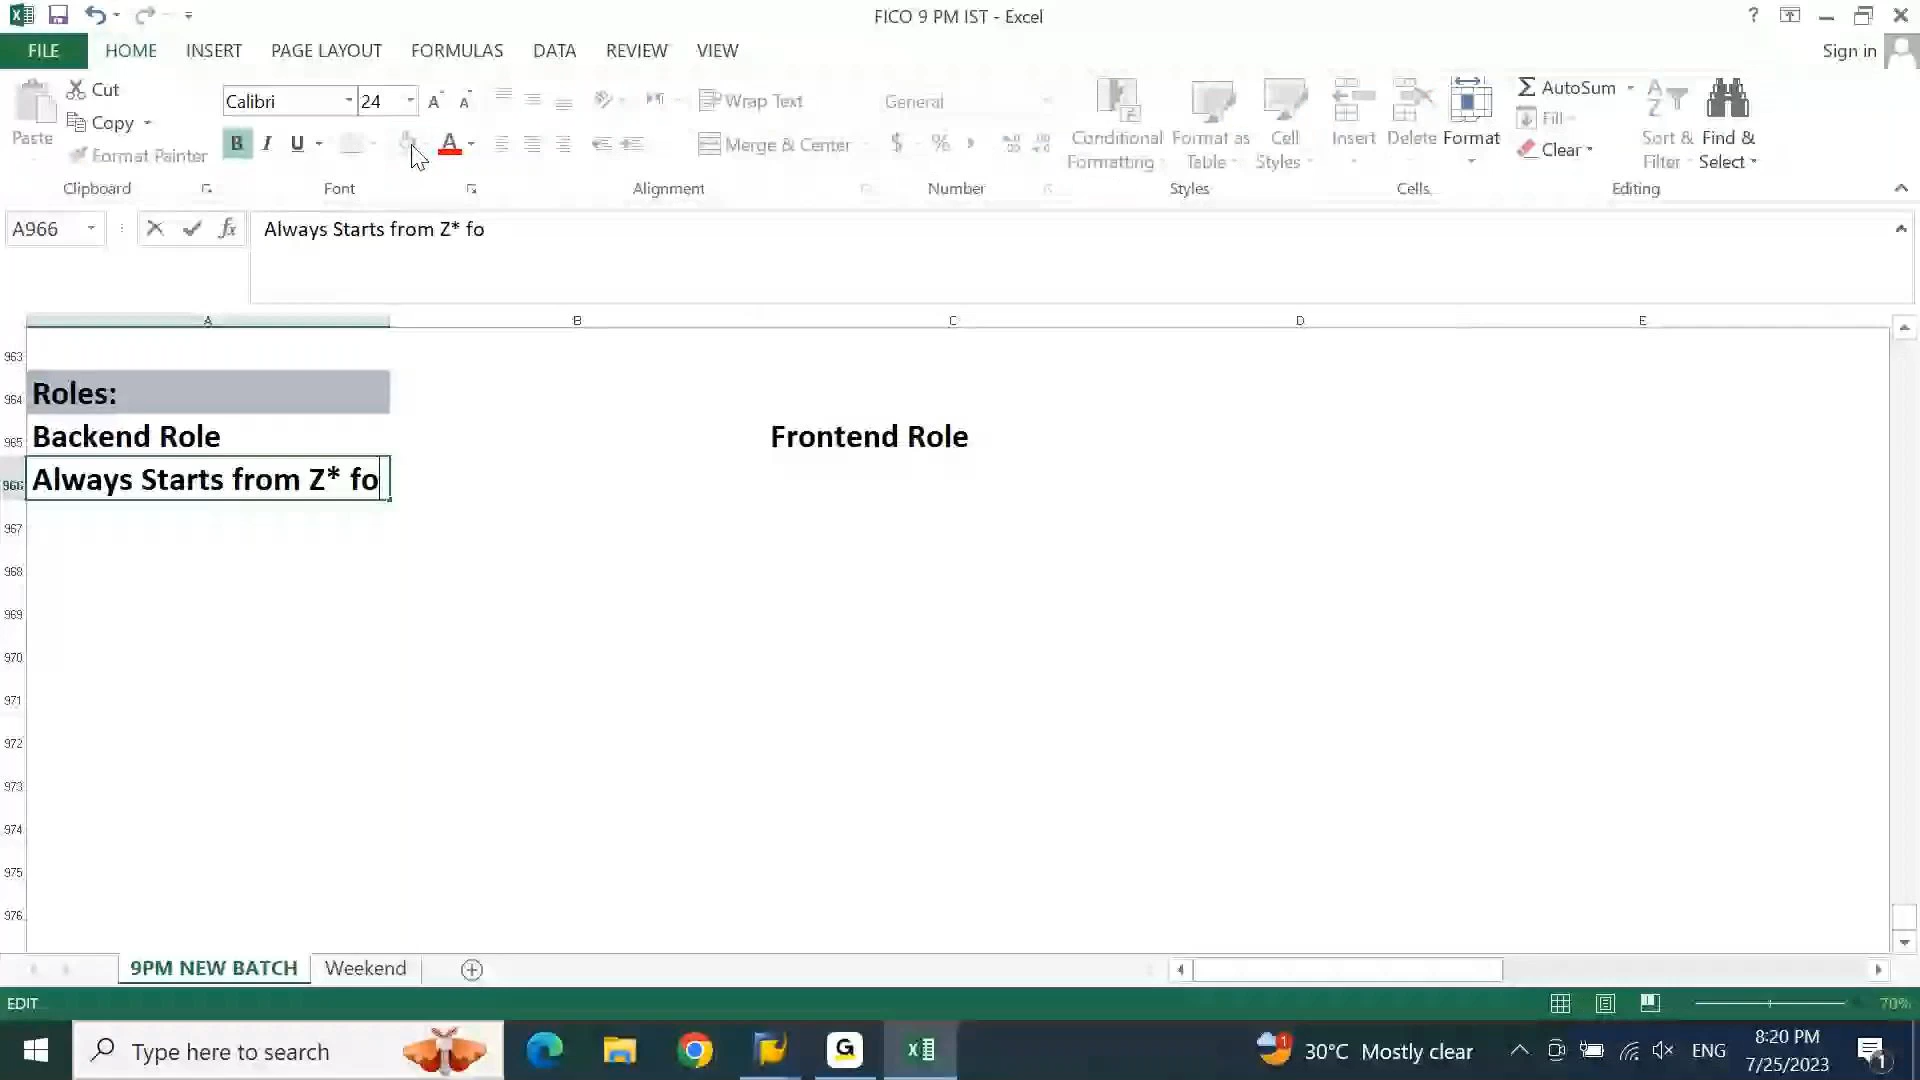 FICO 9 PM IST - Excel
?
FILE HOME INSERT PAGE LAYOUT FORMULAS DATA REVIEW VIEW Sign in
Paste
Cut
Copy
Format Painter
Clipboard
Calibri 24
B I U
Font
Wrap Text
Merge & Center
Alignment
General
$ %
Number
Conditional Formatting
Format as Table
Cell Styles
Styles
Insert Delete Format
Cells
AutoSum
Fill
Clear
Sort & Filter
Find & Select
Editing
A966 fx Always Starts from Z* fo
A B C D E
963
964 Roles:
965 Backend Role Frontend Role
966 Always Starts from Z* fo
967
968
969
970
971
972
973
974
975
976
9PM NEW BATCH Weekend
EDIT 70%
Type here to search
30°C Mostly clear
ENG
8:20 PM
7/25/2023